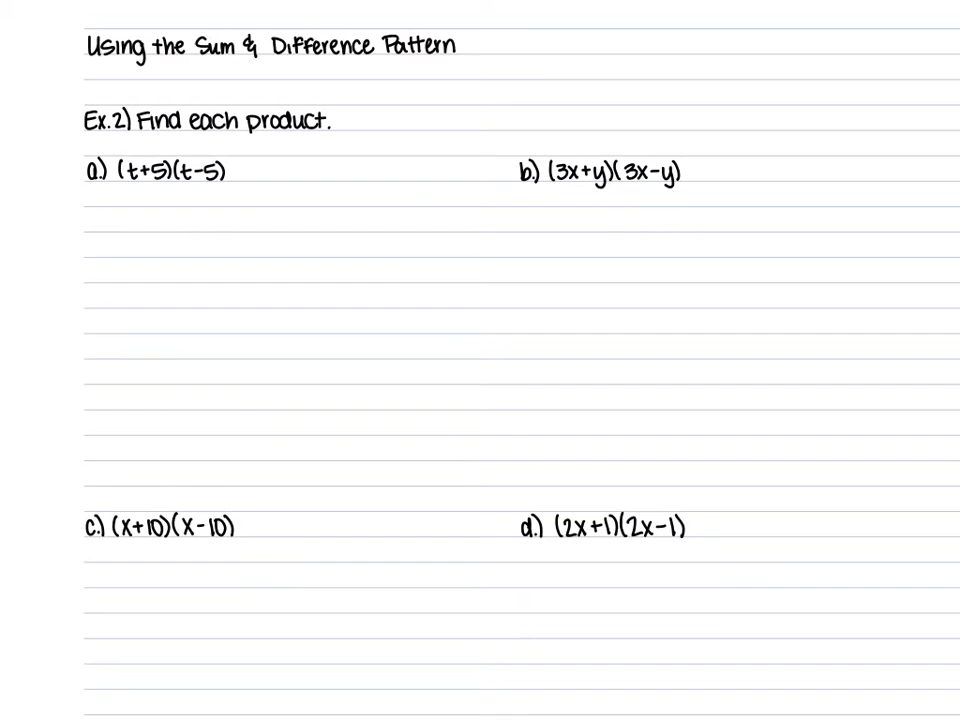 Using the Sum & Difference Pattern
Ex.2) Find each product.
a.) (t+5)(t-5)
b.) (3x+y)(3x-y)
c.) (x+10)(x-10)
d.) (2x+1)(2x-1)